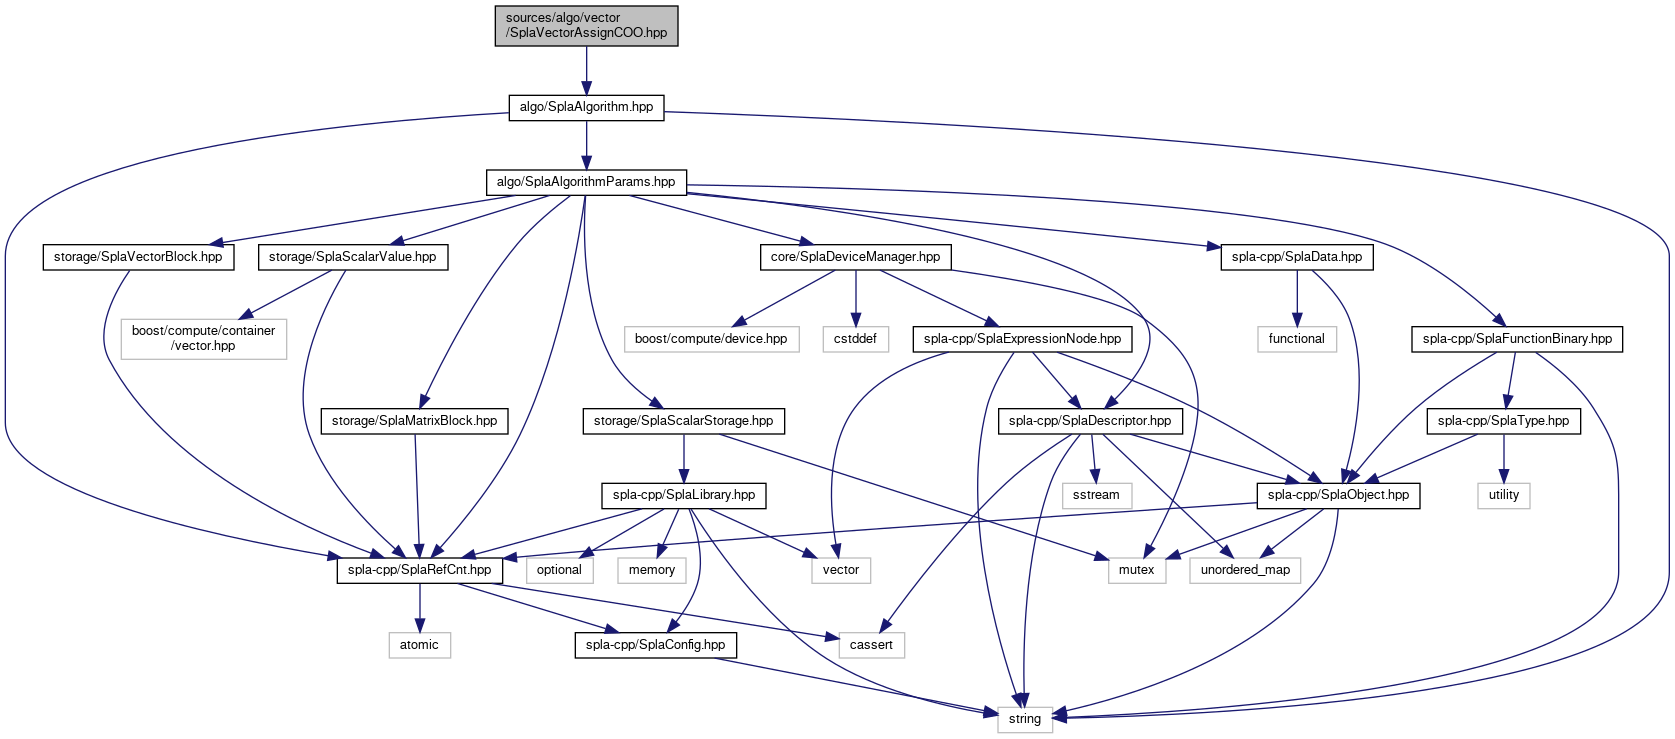 sources/algo/vector
/SplaVectorAssignCOO.hpp
algo/SplaAlgorithm.hpp
algo/SplaAlgorithmParams.hpp
storage/SplaVectorBlock.hpp
storage/SplaScalarValue.hpp
core/SplaDeviceManager.hpp
spla-cpp/SplaData.hpp
boost/compute/container
/vector.hpp
boost/compute/device.hpp
cstddef
spla-cpp/SplaExpressionNode.hpp
functional
spla-cpp/SplaFunctionBinary.hpp
storage/SplaMatrixBlock.hpp
storage/SplaScalarStorage.hpp
spla-cpp/SplaDescriptor.hpp
spla-cpp/SplaType.hpp
spla-cpp/SplaLibrary.hpp
sstream
spla-cpp/SplaObject.hpp
utility
spla-cpp/SplaRefCnt.hpp
optional
memory
vector
mutex
unordered_map
atomic
spla-cpp/SplaConfig.hpp
cassert
string